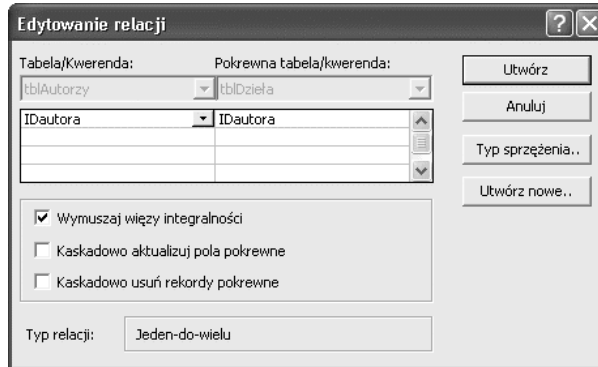 Edytowanie relacji
Tabela/Kwerenda: Pokrewna tabela/kwerenda:
tblAutorzy tblDzieła
IDautora IDautora
Utwórz
Anuluj
Typ sprzężenia..
Utwórz nowe..
Wymuszaj więzy integralności
Kaskadowo aktualizuj pola pokrewne
Kaskadowo usuń rekordy pokrewne
Typ relacji: Jeden-do-wielu